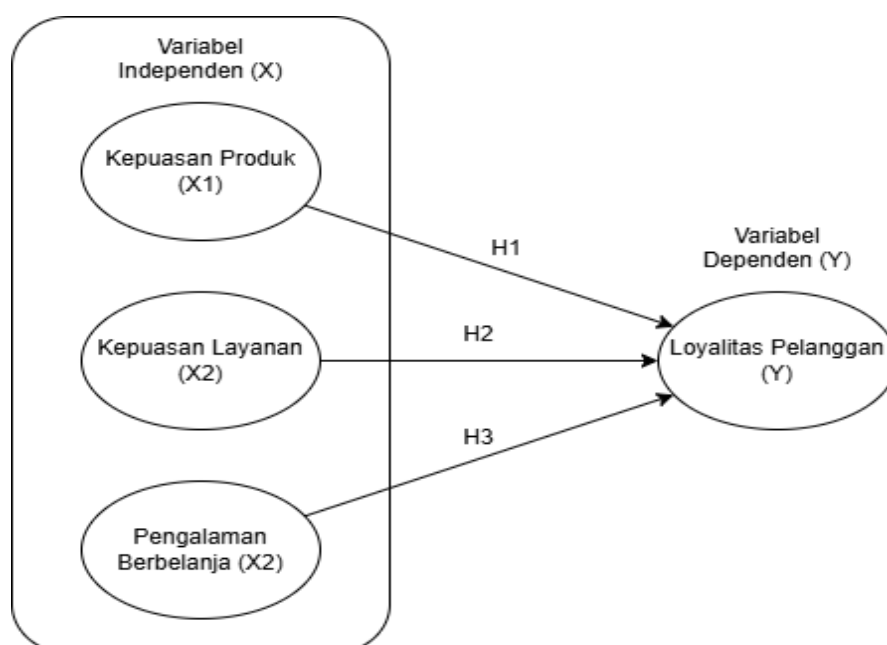 Variabel
Independen (X)
Kepuasan Produk
(X1)
H1
Variabel
Dependen (Y)
Kepuasan Layanan
(X2)
H2
Loyalitas Pelanggan
(Y)
H3
Pengalaman
Berbelanja (X2)